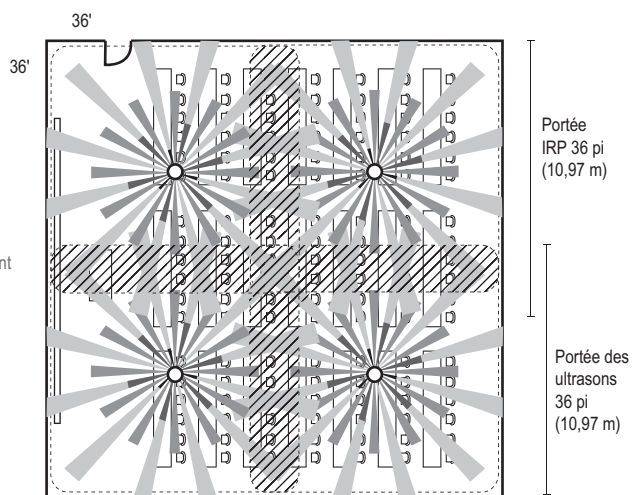 36'
36'
Portée
IRP 36 pi
(10,97 m)
nt
Portée des
ultrasons
36 pi
(10,97 m)